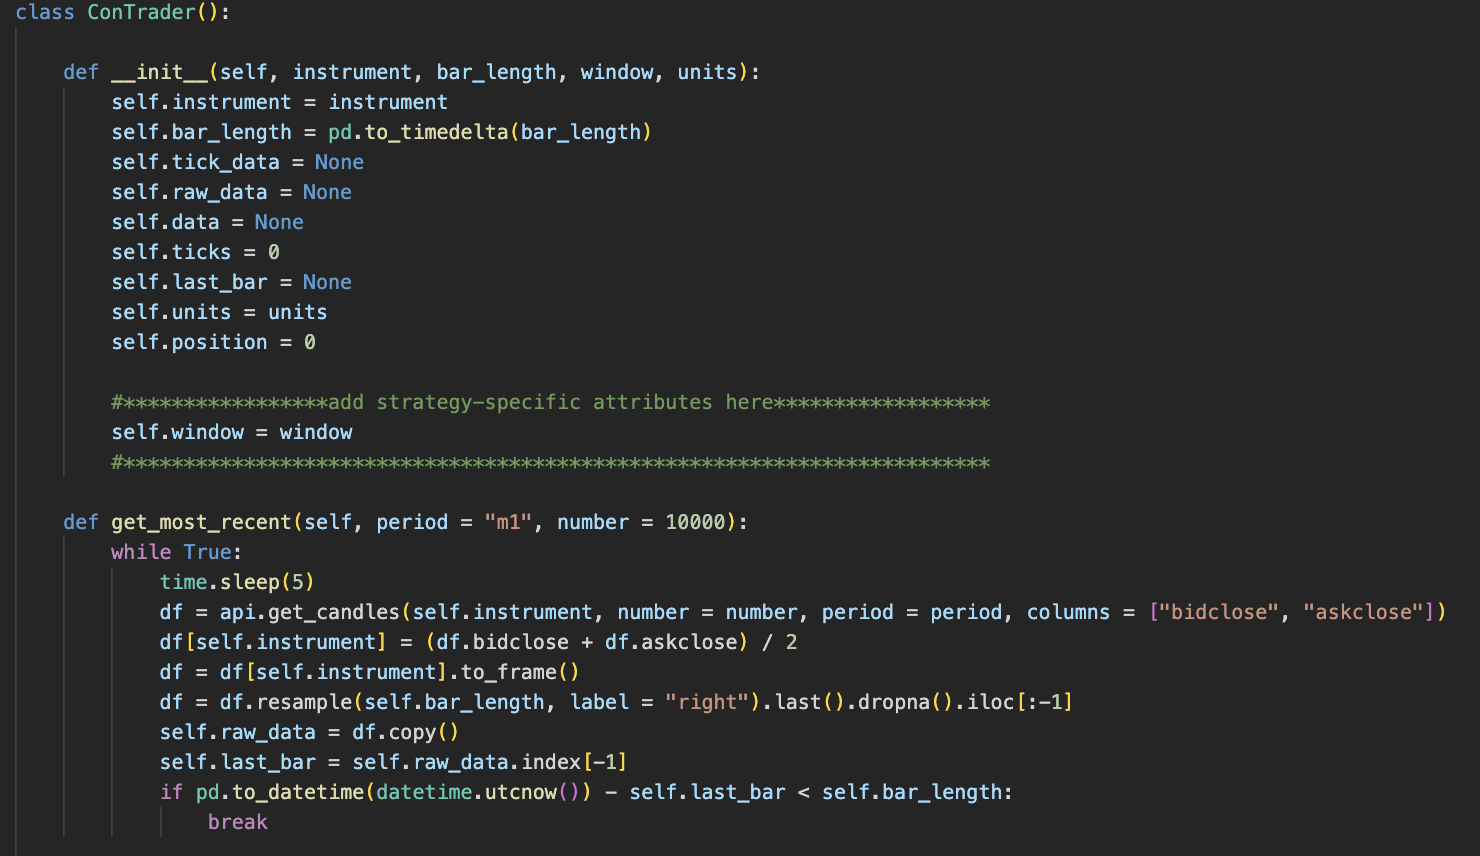 class ConTrader():
def __init__(self, instrument, bar_length, window, units):
self.instrument = instrument
self.bar_length = pd.to_timedelta(bar_length)
self.tick_data = None
self.raw_data = None
self.data = None
self.ticks = 0
self.last_bar = None
self.units = units
self.position = 0
#*****************add strategy-specific attributes here******************
self.window = window
#************************************************************************
def get_most_recent(self, period = "m1", number = 10000):
while True:
time.sleep(5)
df = api.get_candles(self.instrument, number = number, period = period, columns = ["bidclose", "askclose"])
df[self.instrument] = (df.bidclose + df.askclose) / 2
df = df[self.instrument].to_frame()
df = df.resample(self.bar_length, label = "right").last().dropna().iloc[:-1]
self.raw_data = df.copy()
self.last_bar = self.raw_data.index[-1]
if pd.to_datetime(datetime.utcnow()) - self.last_bar < self.bar_length:
break